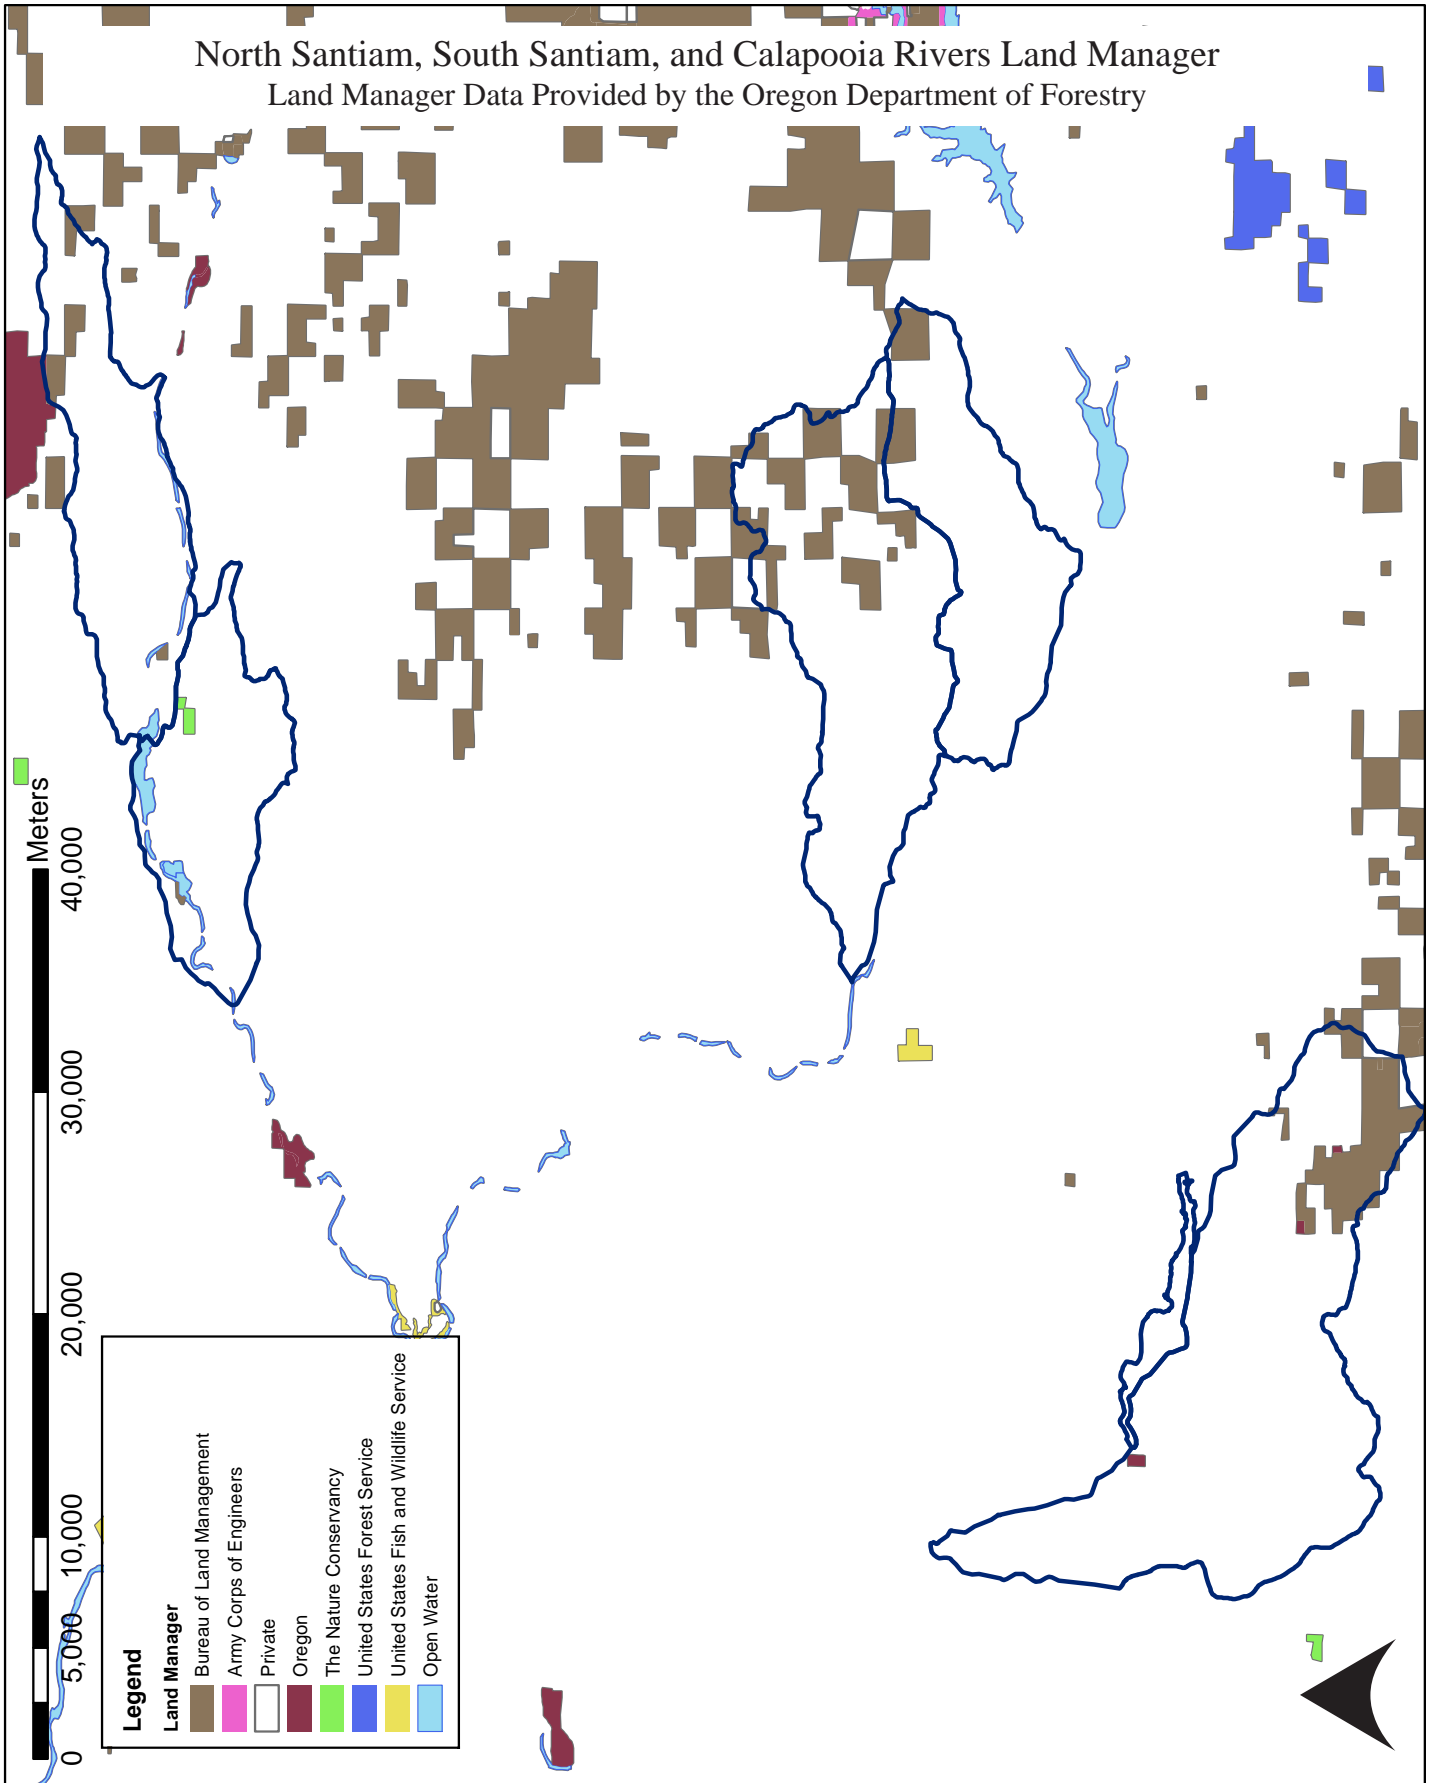 North Santiam, South Santiam, and Calapooia Rivers Land Manager
Land Manager Data Provided by the Oregon Department of Forestry
0 5,000 10,000 20,000 30,000 40,000 Meters
Legend
Land Manager
Bureau of Land Management
Army Corps of Engineers
Private
Oregon
The Nature Conservancy
United States Forest Service
United States Fish and Wildlife Service
Open Water